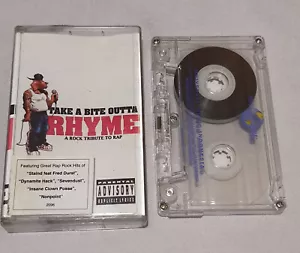 TAKE A BITE OUTTA
RHYME
A ROCK TRIBUTE TO RAP
Featuring Great Rap Rock Hits of
"Staind feat Fred Durst",
"Dynamite Hack", "Sevendust",
"Insane Clown Posse",
"Nonpoint"
2000
PARENTAL
ADVISORY
EXPLICIT LYRICS